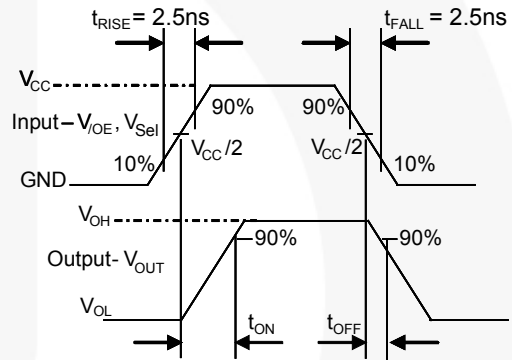 tRISE = 2.5ns
tFALL = 2.5ns
VCC
90%
90%
Input – V/OE, VSel
VCC/2
VCC/2
10%
10%
GND
VOH
90%
90%
Output- VOUT
VOL
tON
tOFF